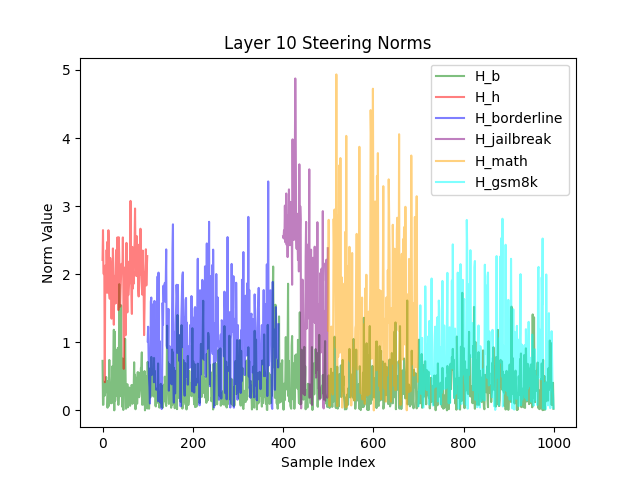 Layer 10 Steering Norms
H_b
H_h
H_borderline
H_jailbreak
H_math
H_gsm8k
Norm Value
5
4
3
2
1
0
0
200
400
600
800
1000
Sample Index